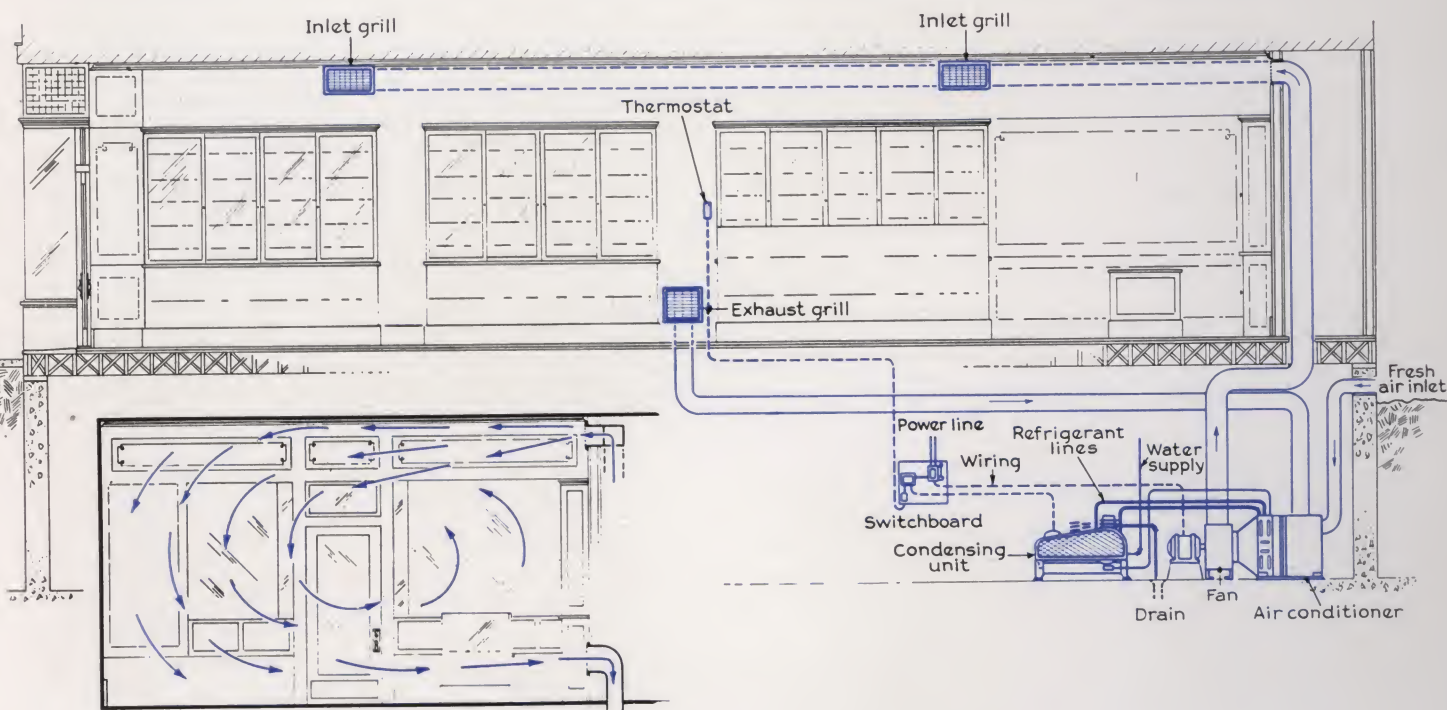 Inlet grill
Inlet grill
Thermostat
Exhaust grill
Fresh
air inlet
Power line
Refrigerant
lines
Water
supply
Wiring
Switchboard
Condensing
unit
Drain
Fan
Air conditioner